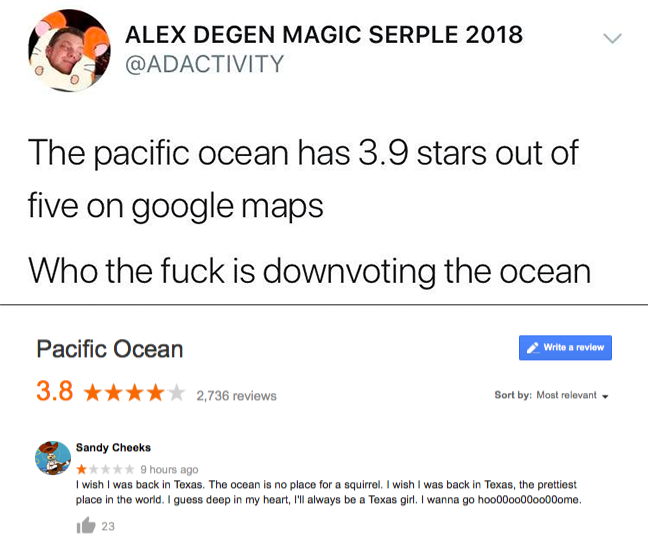 ALEX DEGEN MAGIC SERPLE 2018
@ADACTIVITY
The pacific ocean has 3.9 stars out of
five on google maps
Who the fuck is downvoting the ocean
Pacific Ocean
Write a review
3.8 2,736 reviews
Sort by: Most relevant
Sandy Cheeks
9 hours ago
I wish I was back in Texas. The ocean is no place for a squirrel. I wish I was back in Texas, the prettiest
place in the world. I guess deep in my heart, I'll always be a Texas girl. I wanna go hoo00oo00oo00ome.
23